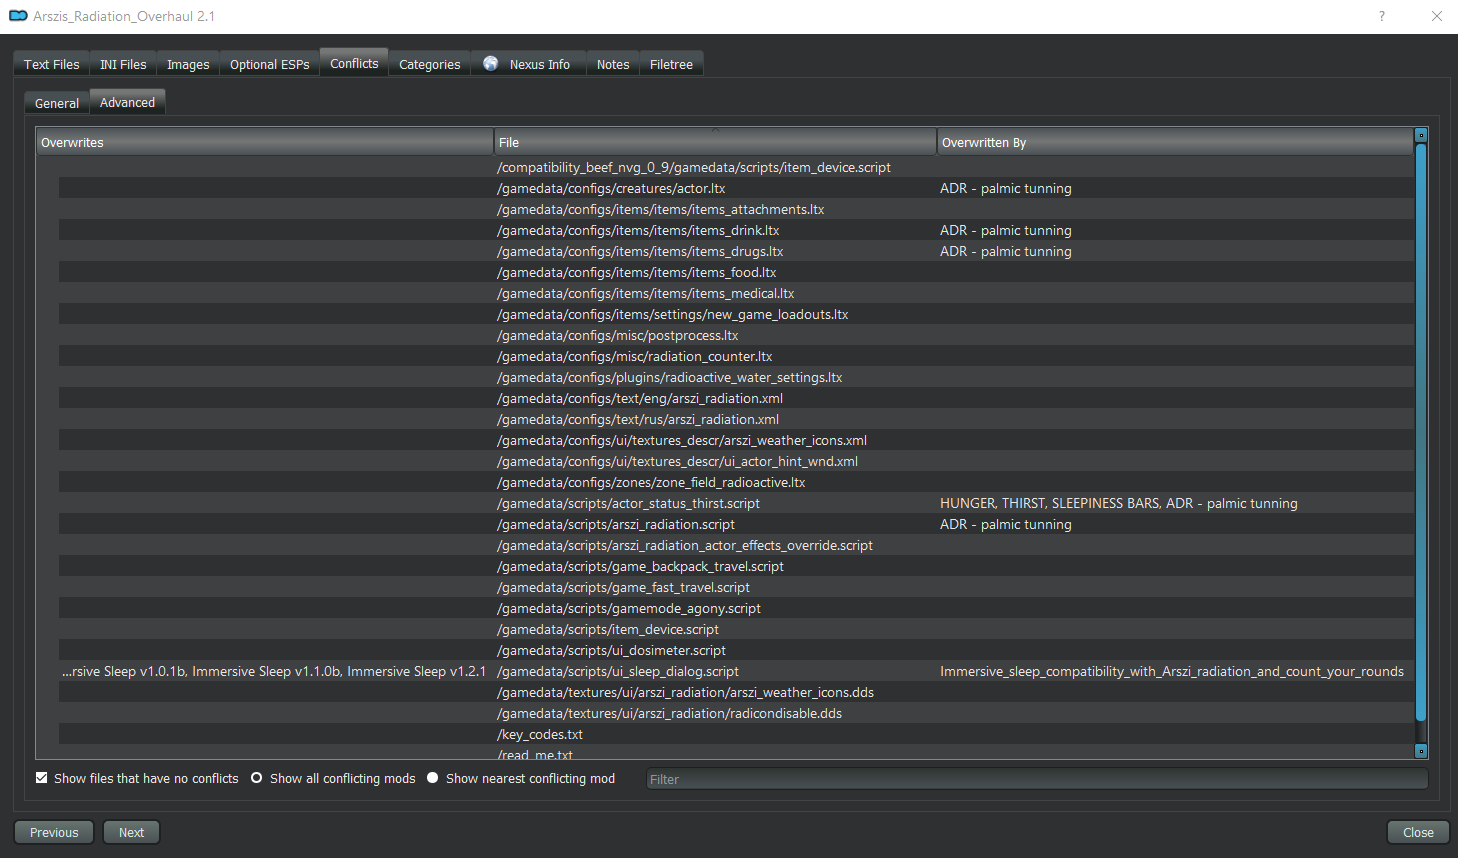 Arszis_Radiation_Overhaul 2.1
?
Text Files INI Files Images Optional ESPs Conflicts Categories Nexus Info Notes Filetree
General Advanced
Overwrites File Overwritten By
/compatibility_beef_nvg_0_9/gamedata/scripts/item_device.script
/gamedata/configs/creatures/actor.ltx ADR - palmic tunning
/gamedata/configs/items/items/items_attachments.ltx
/gamedata/configs/items/items/items_drink.ltx ADR - palmic tunning
/gamedata/configs/items/items/items_drugs.ltx ADR - palmic tunning
/gamedata/configs/items/items/items_food.ltx
/gamedata/configs/items/items/items_medical.ltx
/gamedata/configs/items/settings/new_game_loadouts.ltx
/gamedata/configs/misc/postprocess.ltx
/gamedata/configs/misc/radiation_counter.ltx
/gamedata/configs/plugins/radioactive_water_settings.ltx
/gamedata/configs/text/eng/arszi_radiation.xml
/gamedata/configs/text/rus/arszi_radiation.xml
/gamedata/configs/ui/textures_descr/arszi_weather_icons.xml
/gamedata/configs/ui/textures_descr/ui_actor_hint_wnd.xml
/gamedata/configs/zones/zone_field_radioactive.ltx
/gamedata/scripts/actor_status_thirst.script HUNGER, THIRST, SLEEPINESS BARS, ADR - palmic tunning
/gamedata/scripts/arszi_radiation.script ADR - palmic tunning
/gamedata/scripts/arszi_radiation_actor_effects_override.script
/gamedata/scripts/game_backpack_travel.script
/gamedata/scripts/game_fast_travel.script
/gamedata/scripts/gamemode_agony.script
/gamedata/scripts/item_device.script
/gamedata/scripts/ui_dosimeter.script
...rsive Sleep v1.0.1b, Immersive Sleep v1.1.0b, Immersive Sleep v1.2.1 /gamedata/scripts/ui_sleep_dialog.script Immersive_sleep_compatibility_with_Arszi_radiation_and_count_your_rounds
/gamedata/textures/ui/arszi_radiation/arszi_weather_icons.dds
/gamedata/textures/ui/arszi_radiation/radicondisable.dds
/key_codes.txt
/read_me.txt
Show files that have no conflicts Show all conflicting mods Show nearest conflicting mod Filter
Previous Next Close